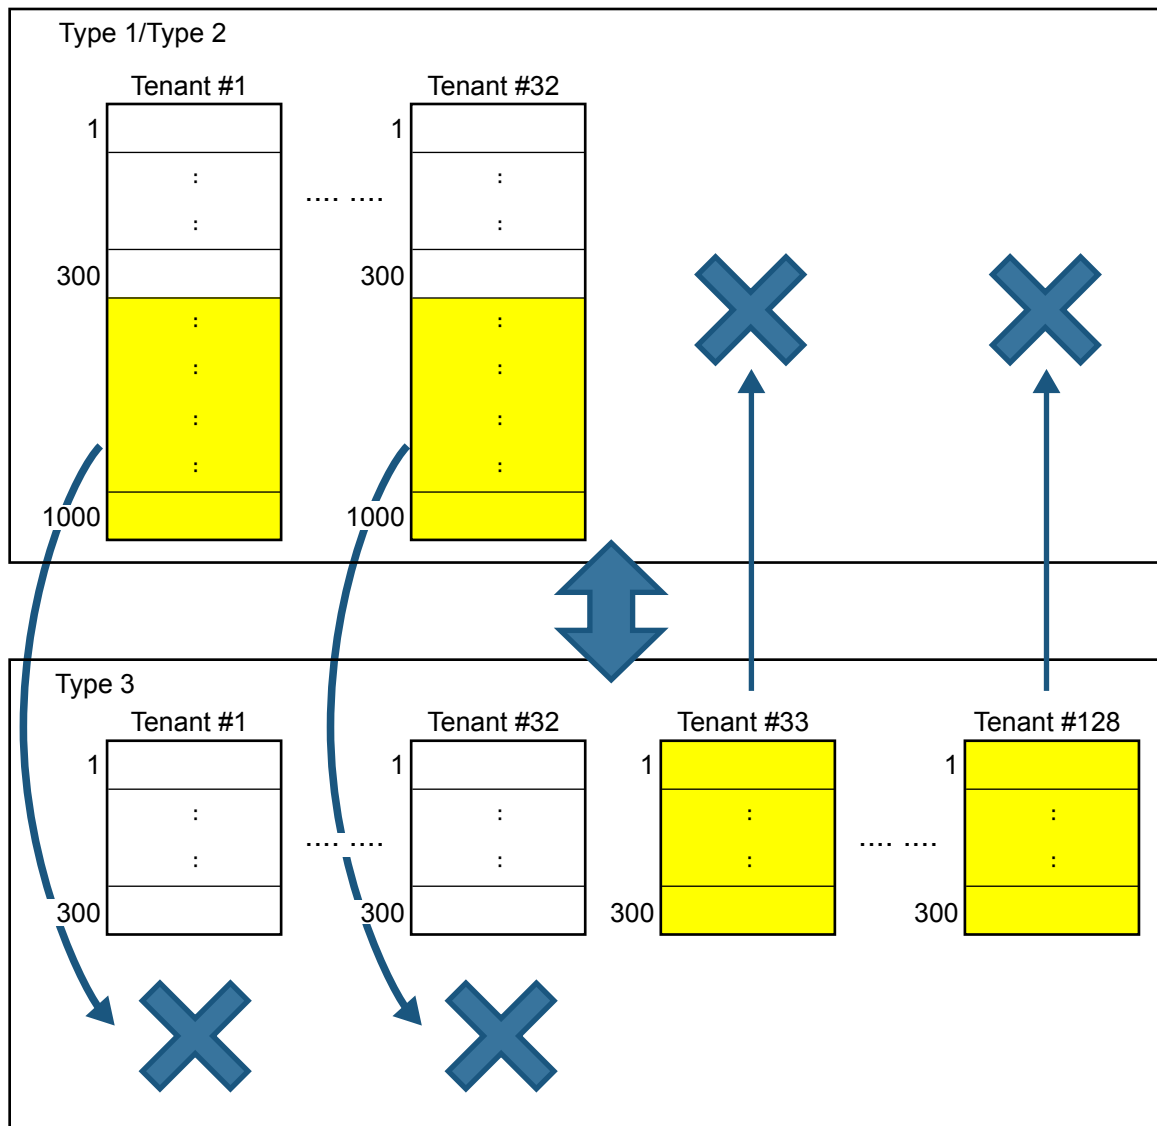 Type 1/Type 2
Tenant #1 Tenant #32
1 1
: :
.... ....
: :
300 300
: :
: :
: :
: :
1000 1000
Type 3
Tenant #1 Tenant #32 Tenant #33 Tenant #128
1 1 1 1
: : : :
.... .... .... ....
: : : :
300 300 300 300